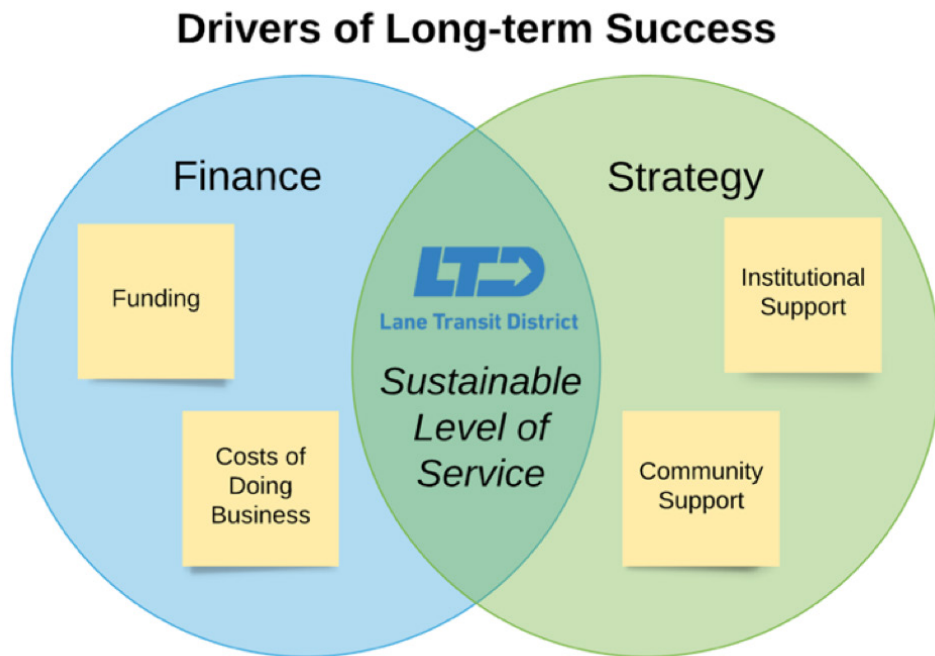 Drivers of Long-term Success
Finance
Strategy
Funding
Costs of
Doing
Business
LTD
Lane Transit District
Sustainable
Level of
Service
Institutional
Support
Community
Support